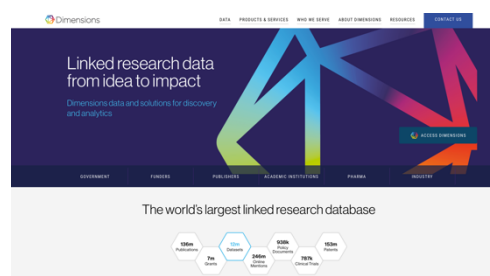 Dimensions
DATA PRODUCTS & SERVICES WHO WE SERVE ABOUT DIMENSIONS RESOURCES CONTACT US
Linked research data
from idea to impact
Dimensions data and solutions for discovery
and analytics
ACCESS DIMENSIONS
GOVERNMENT FUNDERS PUBLISHERS ACADEMIC INSTITUTIONS PHARMA INDUSTRY
The world's largest linked research database
136m
Publications
7m
Grants
12m
Datasets
246m
Online
Mentions
938k
Policy
Documents
787k
Clinical Trials
153m
Patents